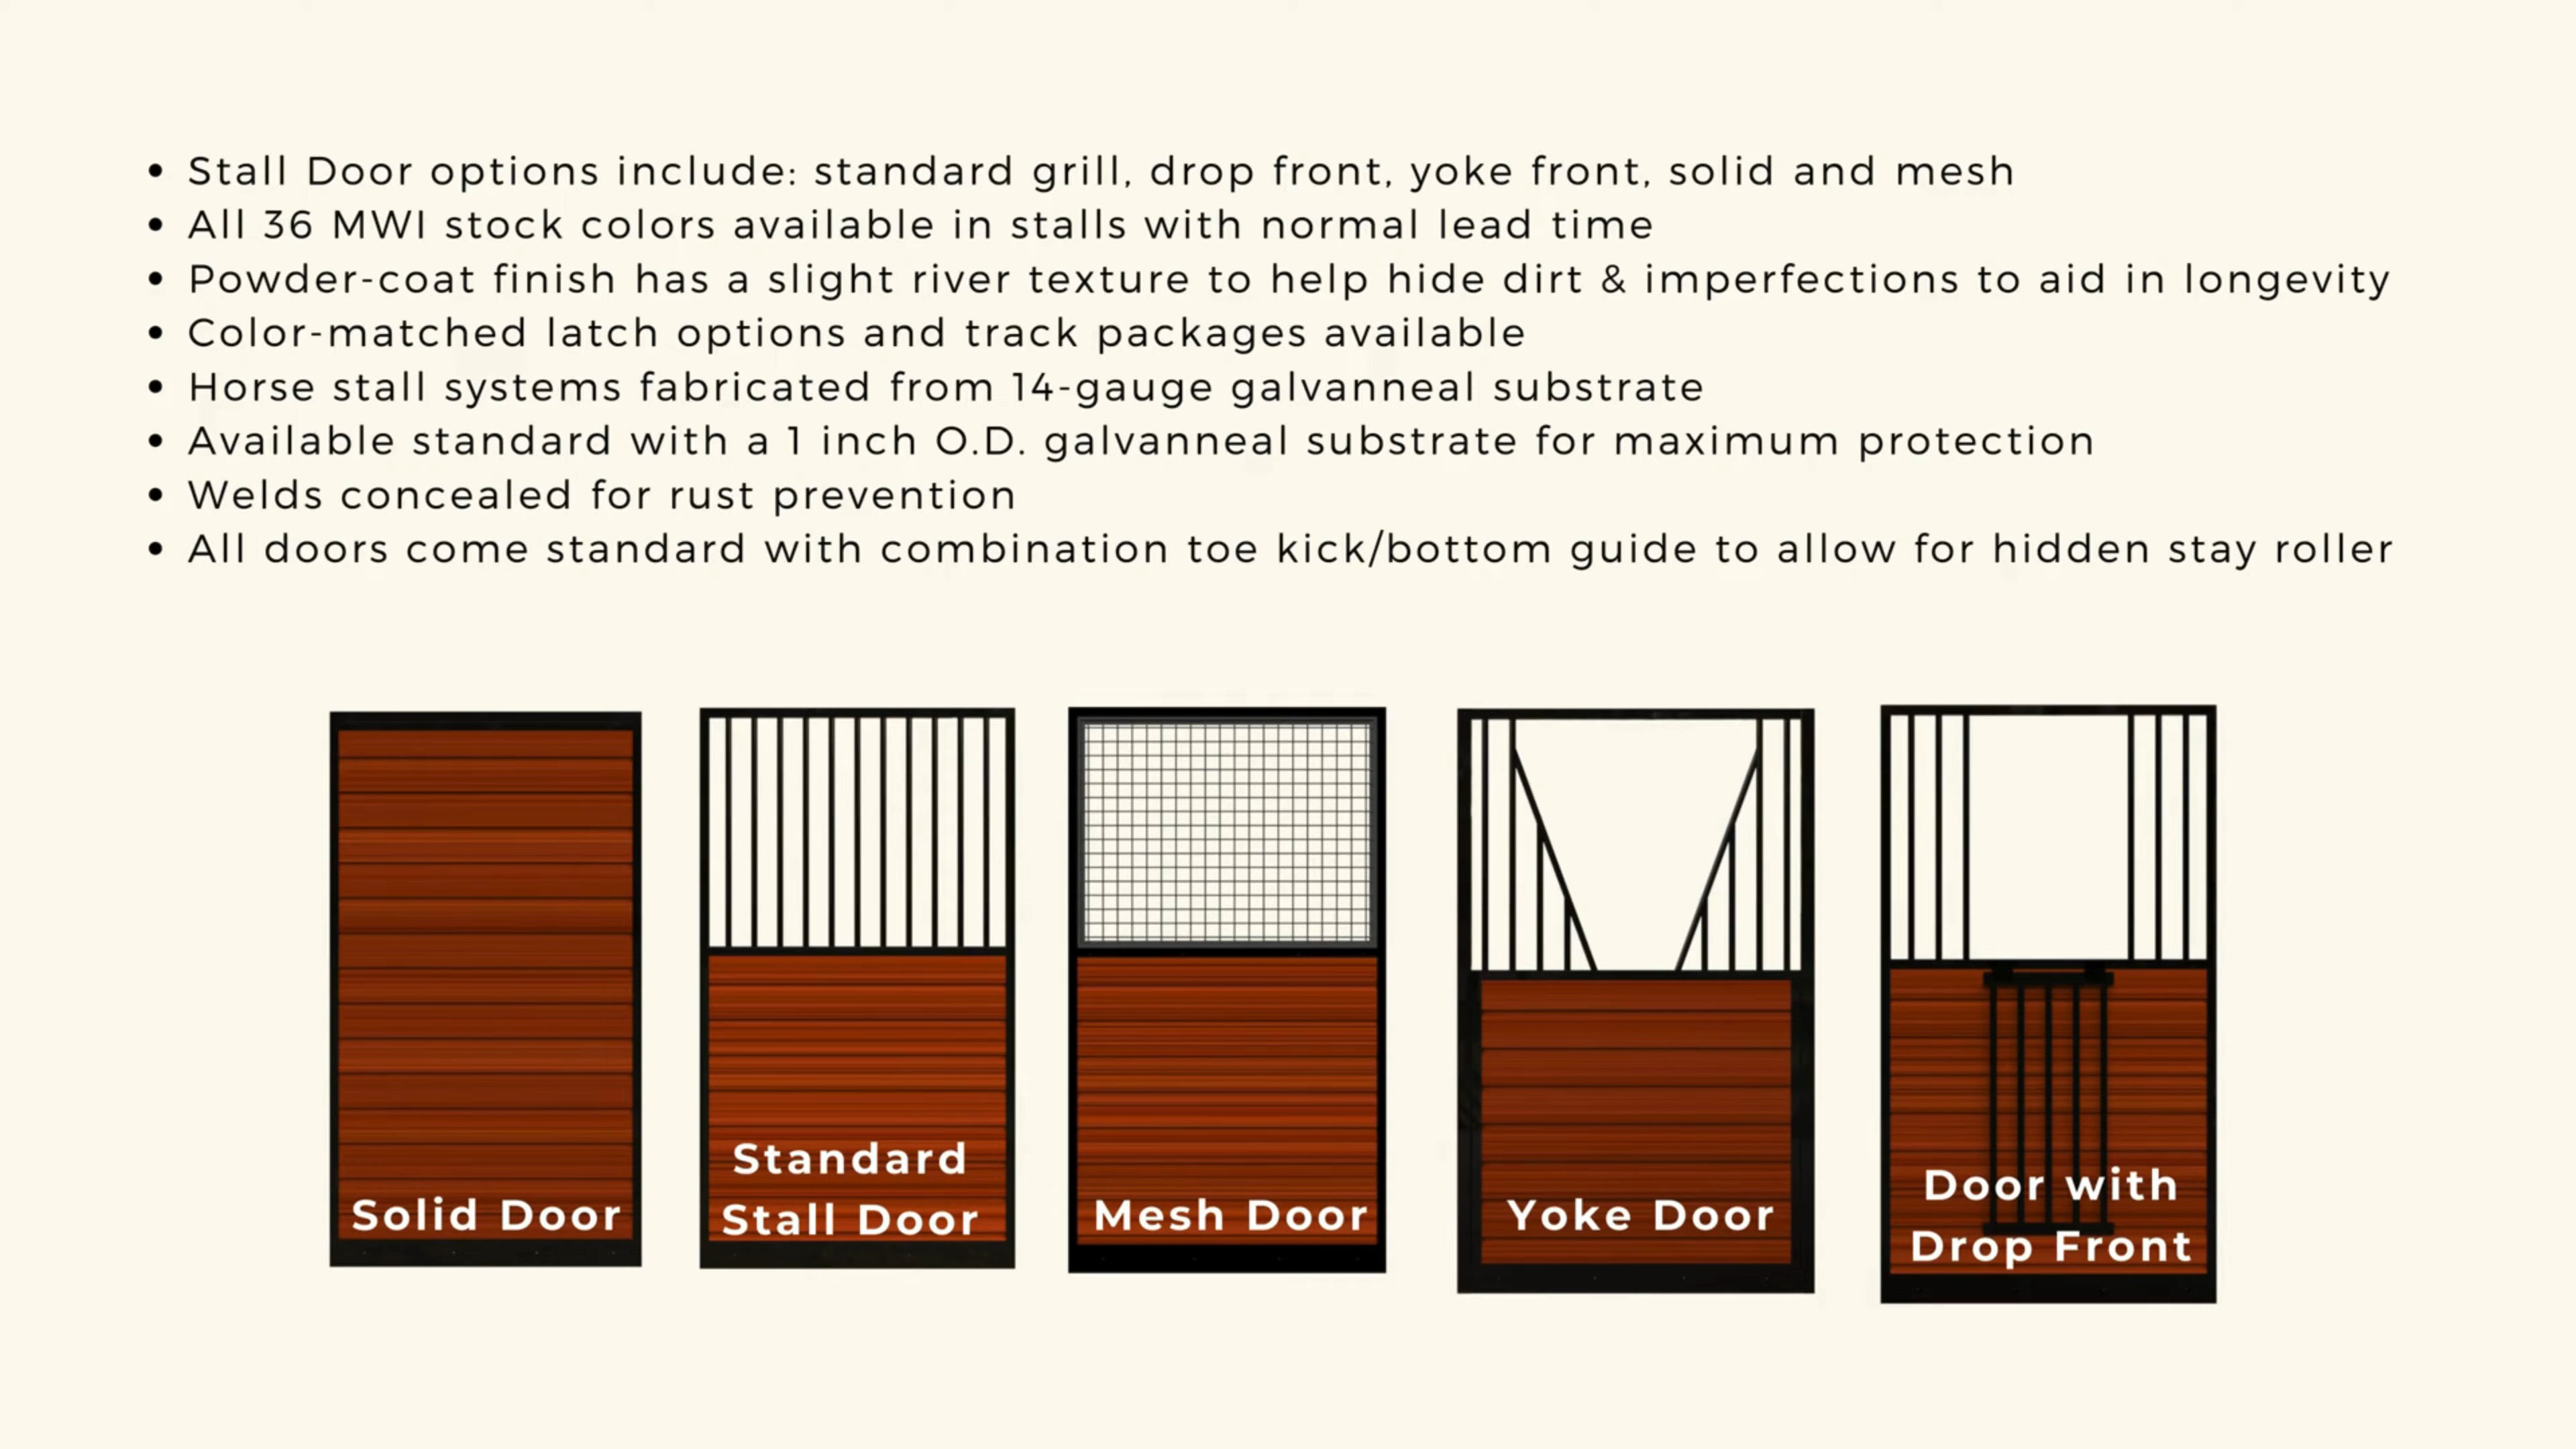 • Stall Door options include: standard grill, drop front, yoke front, solid and mesh
• All 36 MWI stock colors available in stalls with normal lead time
• Powder-coat finish has a slight river texture to help hide dirt & imperfections to aid in longevity
• Color-matched latch options and track packages available
• Horse stall systems fabricated from 14-gauge galvanneal substrate
• Available standard with a 1 inch O.D. galvanneal substrate for maximum protection
• Welds concealed for rust prevention
• All doors come standard with combination toe kick/bottom guide to allow for hidden stay roller
Solid Door
Standard
Stall Door
Mesh Door
Yoke Door
Door with
Drop Front